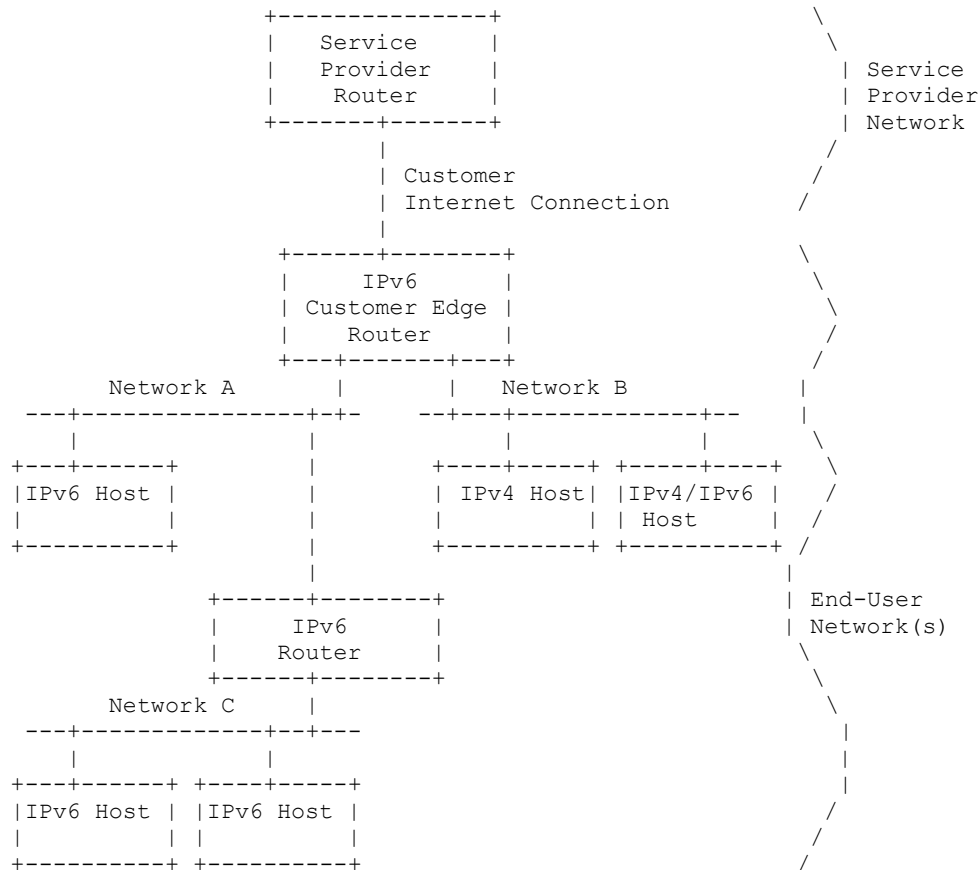 Service
Provider
Router
Service
Provider
Network
Customer
Internet Connection
IPv6
Customer Edge
Router
Network A
Network B
IPv6 Host
IPv4 Host
IPv4/IPv6
Host
End-User
Network(s)
IPv6
Router
Network C
IPv6 Host
IPv6 Host